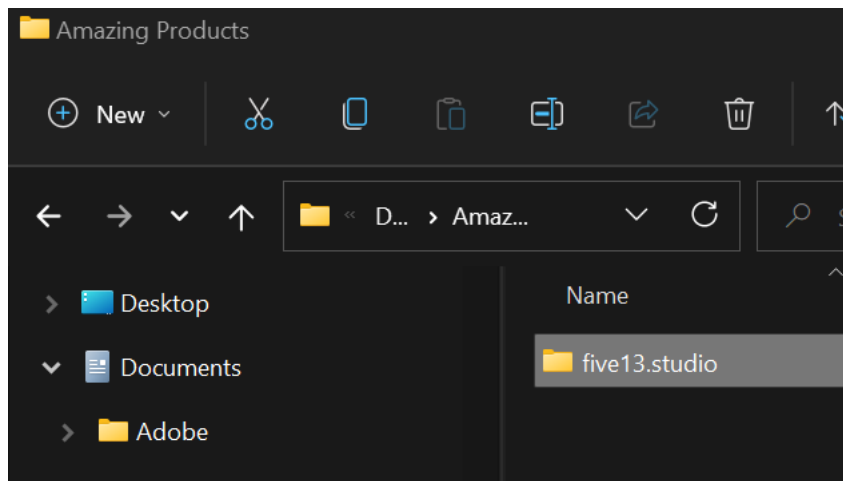 Amazing Products
New
D... › Amaz...
Desktop
Name
Documents
five13.studio
Adobe